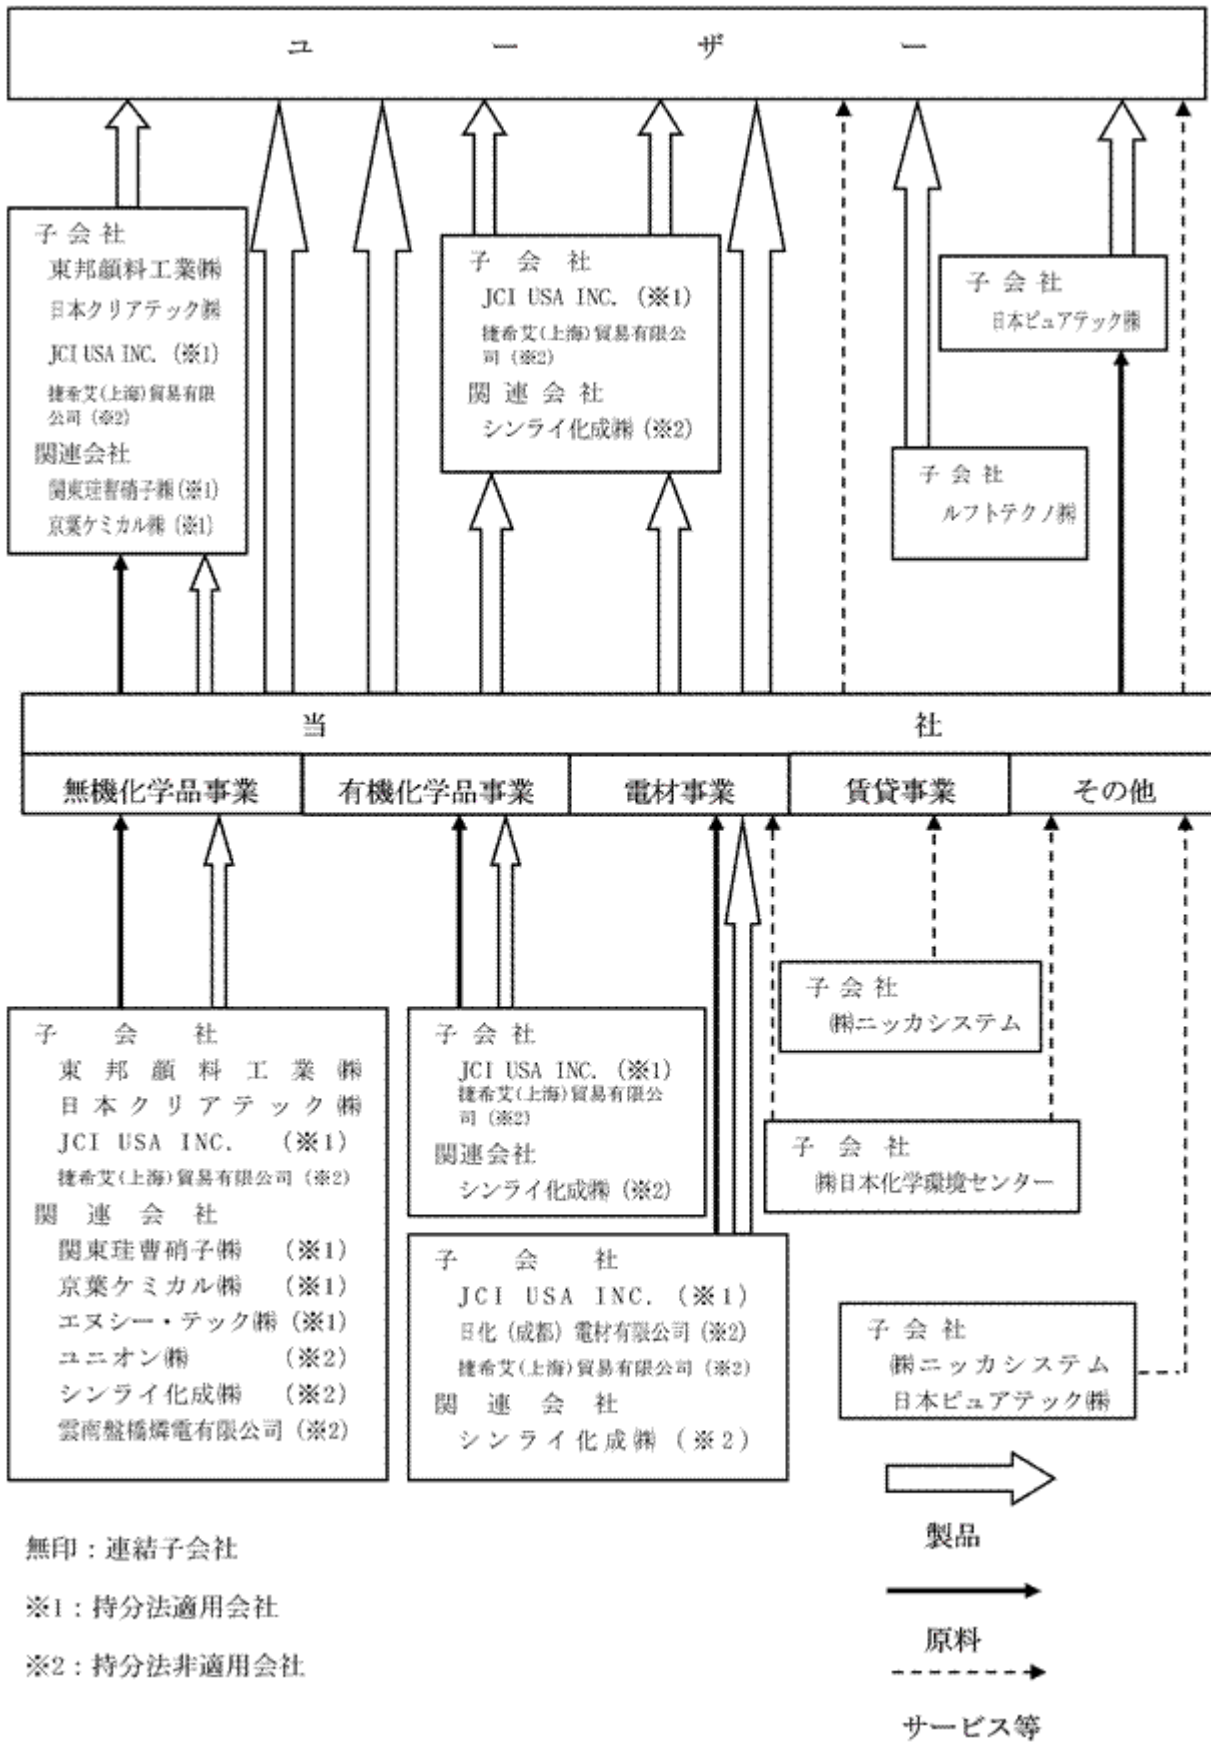 ユーザー
子会社
東邦顔料工業㈱
日本クリアテック㈱
JCI USA INC. (※1)
捷希艾(上海)貿易有限
公司 (※2)
関連会社
関東珪曹硝子㈱(※1)
京葉ケミカル㈱ (※1)
子会社
JCI USA INC. (※1)
捷希艾(上海)貿易有限公
司 (※2)
関連会社
シンライ化成㈱ (※2)
子会社
日本ピュアテック㈱
子会社
ルフトテクノ㈱
当社
無機化学品事業
有機化学品事業
電材事業
賃貸事業
その他
子会社
東邦顔料工業㈱
日本クリアテック㈱
JCI USA INC. (※1)
捷希艾(上海)貿易有限公司 (※2)
関連会社
関東珪曹硝子㈱ (※1)
京葉ケミカル㈱ (※1)
エヌシー・テック㈱ (※1)
ユニオン㈱ (※2)
シンライ化成㈱ (※2)
雲南盤橋燐電有限公司 (※2)
子会社
JCI USA INC. (※1)
捷希艾(上海)貿易有限公
司 (※2)
関連会社
シンライ化成㈱ (※2)
子会社
JCI USA INC. (※1)
日化 (成都) 電材有限公司 (※2)
捷希艾(上海)貿易有限公司 (※2)
関連会社
シンライ化成㈱ (※2)
子会社
㈱ニッカシステム
子会社
㈱日本化学環境センター
子会社
㈱ニッカシステム
日本ピュアテック㈱
製品
原料
サービス等
無印：連結子会社
※1：持分法適用会社
※2：持分法非適用会社